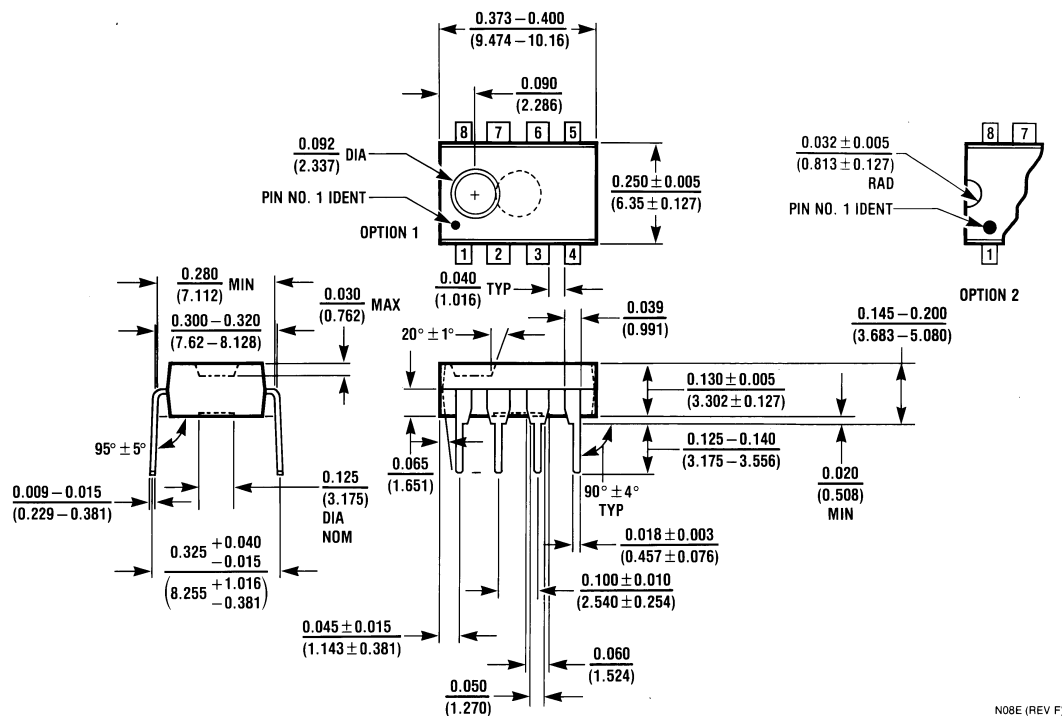 0.373 – 0.400
(9.474 – 10.16)
0.090
(2.286)
8 7 6 5
0.092
(2.337) DIA
PIN NO. 1 IDENT
OPTION 1
1 2 3 4
0.250 ± 0.005
(6.35 ± 0.127)
8 7
0.032 ± 0.005
(0.813 ± 0.127)
RAD
PIN NO. 1 IDENT
1
OPTION 2
0.280
(7.112) MIN
0.300 – 0.320
(7.62 – 8.128)
0.030
(0.762) MAX
0.040
(1.016) TYP
0.039
(0.991)
20° ± 1°
0.145 – 0.200
(3.683 – 5.080)
0.130 ± 0.005
(3.302 ± 0.127)
0.125 – 0.140
(3.175 – 3.556)
0.020
(0.508)
MIN
95° ± 5°
0.065
(1.651)
90° ± 4°
TYP
0.009 – 0.015
(0.229 – 0.381)
0.125
(3.175)
DIA
NOM
0.018 ± 0.003
(0.457 ± 0.076)
0.325 +0.040
–0.015
(8.255 +1.016
–0.381)
0.100 ± 0.010
(2.540 ± 0.254)
0.045 ± 0.015
(1.143 ± 0.381)
0.060
(1.524)
0.050
(1.270)
N08E (REV F)